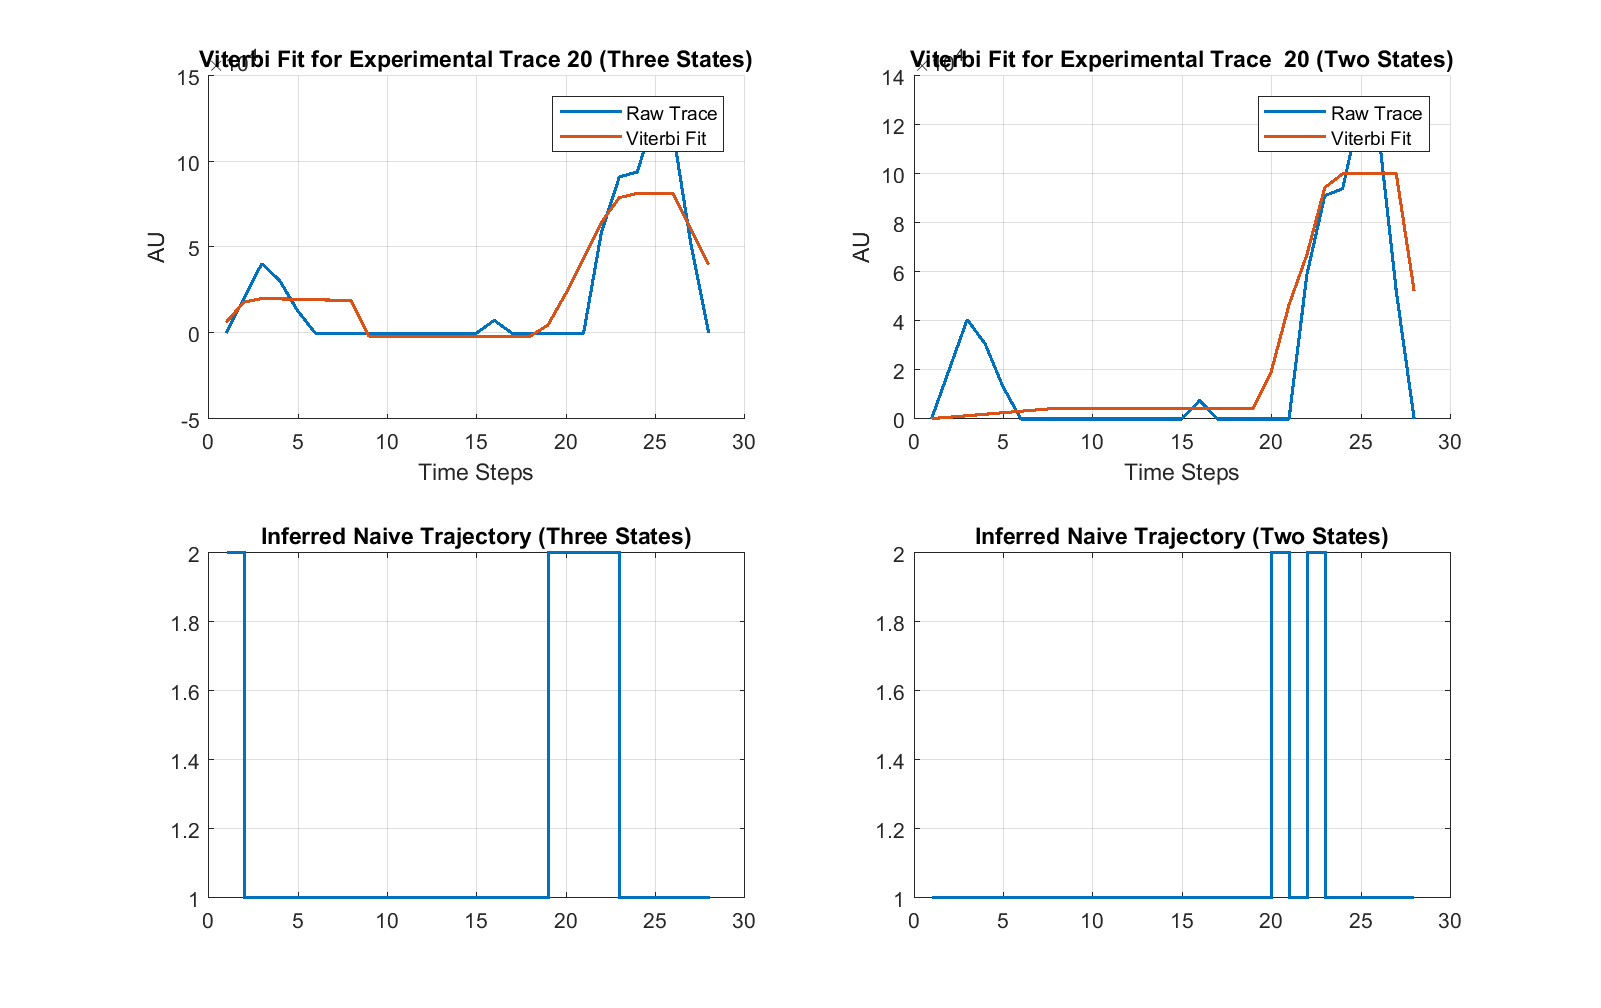 Viterbi Fit for Experimental Trace 20 (Three States)
15
10
5
0
-5
AU
Raw Trace
Viterbi Fit
0 5 10 15 20 25 30
Time Steps
Viterbi Fit for Experimental Trace  20 (Two States)
14
12
10
8
6
4
2
0
AU
Raw Trace
Viterbi Fit
0 5 10 15 20 25 30
Time Steps
Inferred Naive Trajectory (Three States)
2
1.8
1.6
1.4
1.2
1
0 5 10 15 20 25 30
Inferred Naive Trajectory (Two States)
2
1.8
1.6
1.4
1.2
1
0 5 10 15 20 25 30